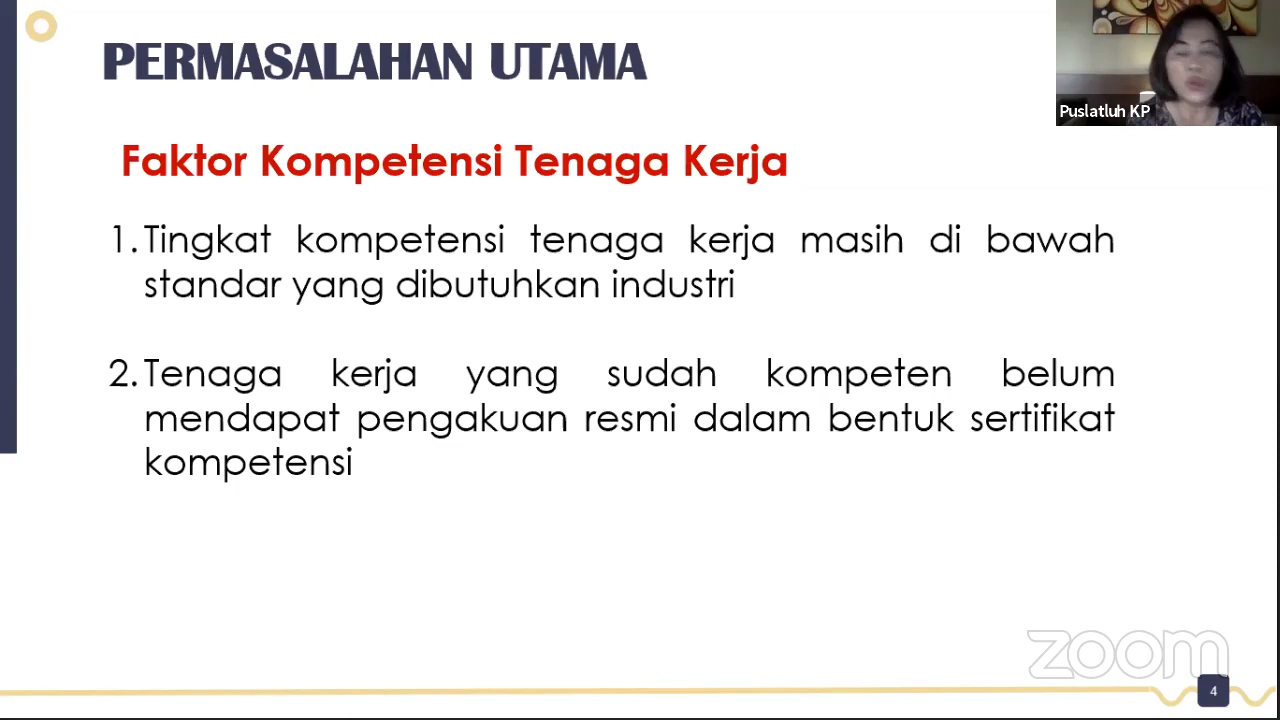 PERMASALAHAN UTAMA
Puslatluh KP
Faktor Kompetensi Tenaga Kerja
1. Tingkat kompetensi tenaga kerja masih di bawah
standar yang dibutuhkan industri
2. Tenaga kerja yang sudah kompeten belum
mendapat pengakuan resmi dalam bentuk sertifikat
kompetensi
zoom
4